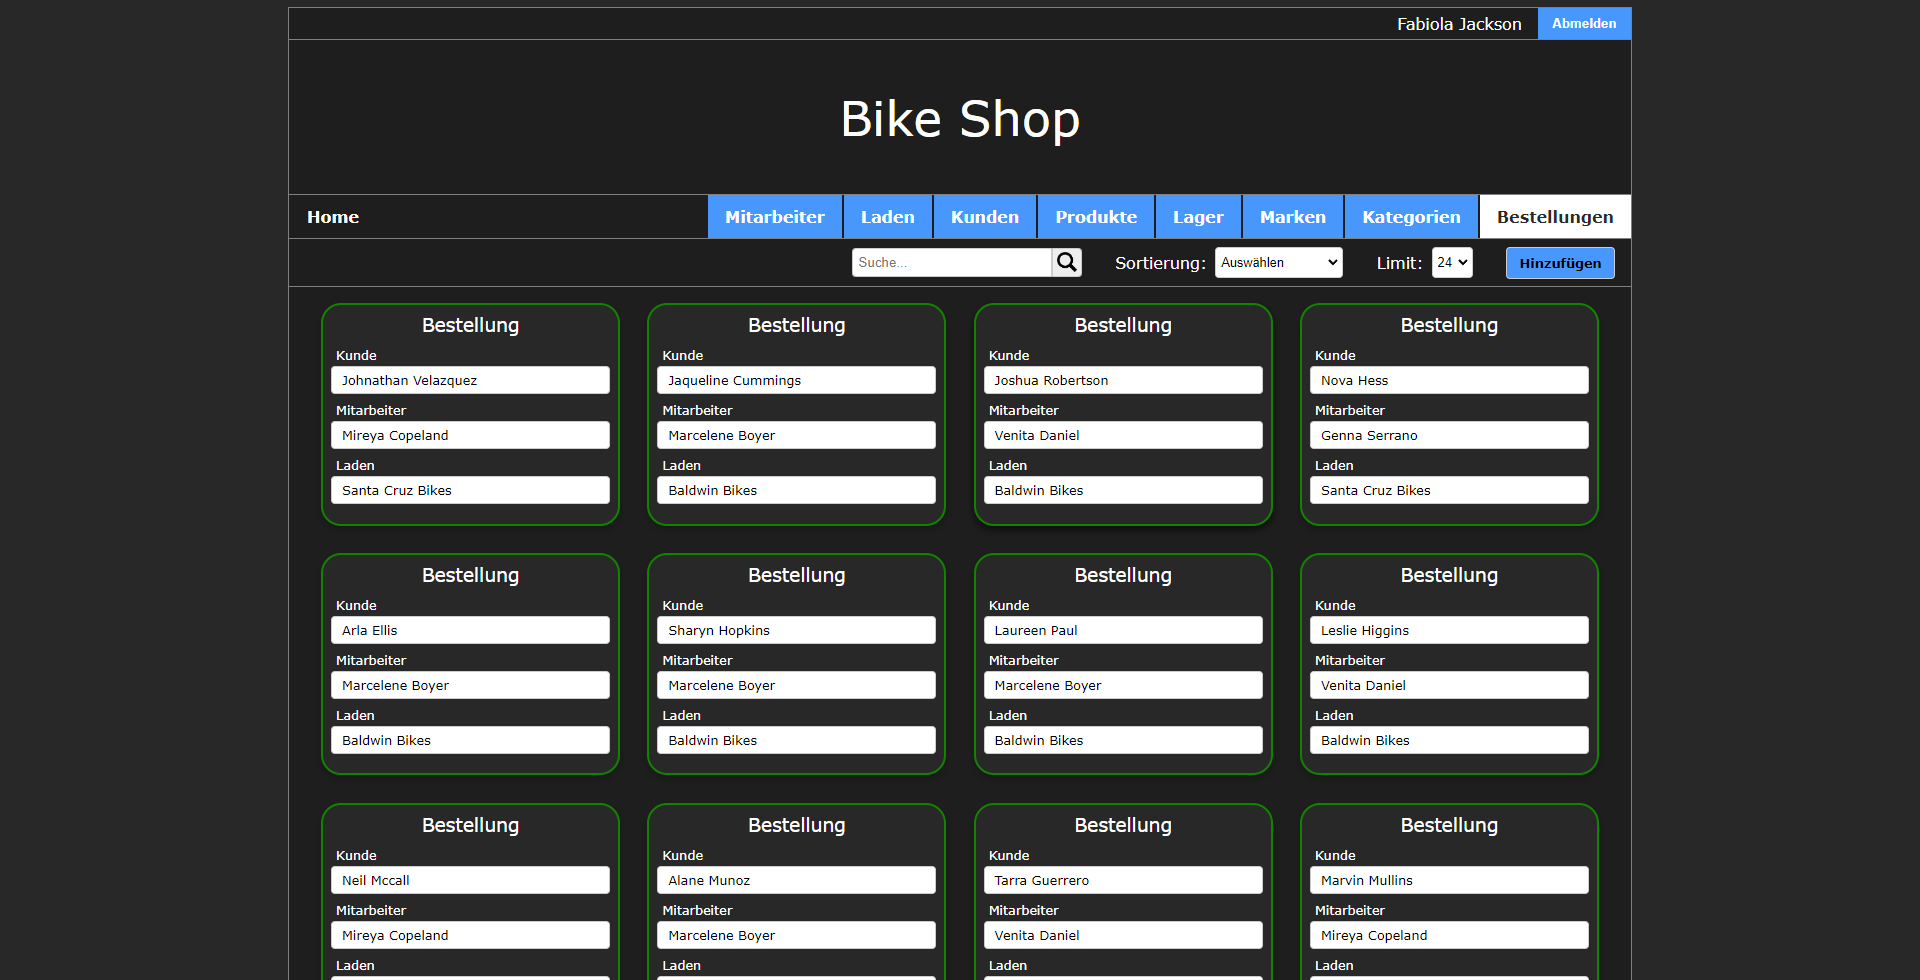 Fabiola Jackson Abmelden
Bike Shop
Home Mitarbeiter Laden Kunden Produkte Lager Marken Kategorien Bestellungen
Suche... Sortierung: Auswählen Limit: 24 Hinzufügen
Bestellung Bestellung Bestellung Bestellung
Kunde Kunde Kunde Kunde
Johnathan Velazquez Jaqueline Cummings Joshua Robertson Nova Hess
Mitarbeiter Mitarbeiter Mitarbeiter Mitarbeiter
Mireya Copeland Marcelene Boyer Venita Daniel Genna Serrano
Laden Laden Laden Laden
Santa Cruz Bikes Baldwin Bikes Baldwin Bikes Santa Cruz Bikes
Bestellung Bestellung Bestellung Bestellung
Kunde Kunde Kunde Kunde
Arla Ellis Sharyn Hopkins Laureen Paul Leslie Higgins
Mitarbeiter Mitarbeiter Mitarbeiter Mitarbeiter
Marcelene Boyer Marcelene Boyer Marcelene Boyer Venita Daniel
Laden Laden Laden Laden
Baldwin Bikes Baldwin Bikes Baldwin Bikes Baldwin Bikes
Bestellung Bestellung Bestellung Bestellung
Kunde Kunde Kunde Kunde
Neil Mccall Alane Munoz Tarra Guerrero Marvin Mullins
Mitarbeiter Mitarbeiter Mitarbeiter Mitarbeiter
Mireya Copeland Marcelene Boyer Venita Daniel Mireya Copeland
Laden Laden Laden Laden